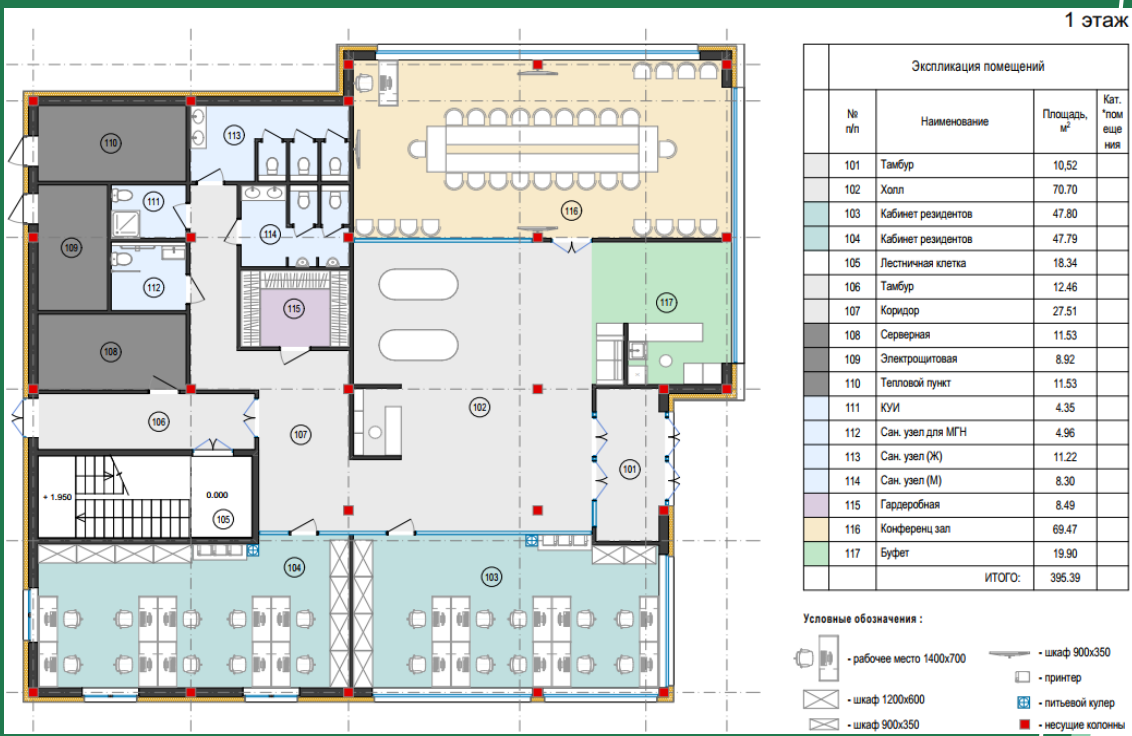 1 этаж
Экспликация помещений
№ п/п Наименование Площадь, м² Кат. *пом еще ния
101 Тамбур 10,52
102 Холл 70.70
103 Кабинет резидентов 47.80
104 Кабинет резидентов 47.79
105 Лестничная клетка 18.34
106 Тамбур 12.46
107 Коридор 27.51
108 Серверная 11.53
109 Электрощитовая 8.92
110 Тепловой пункт 11.53
111 КУИ 4.35
112 Сан. узел для МГН 4.96
113 Сан. узел (Ж) 11.22
114 Сан. узел (М) 8.30
115 Гардеробная 8.49
116 Конференц зал 69.47
117 Буфет 19.90
ИТОГО: 395.39
Условные обозначения :
- рабочее место 1400х700
- шкаф 1200х600
- шкаф 900х350
- шкаф 900х350
- принтер
- питьевой кулер
- несущие колонны
110
113
111
109
114
116
112
115
117
108
106
107
102
101
+ 1.950
0.000
105
104
103